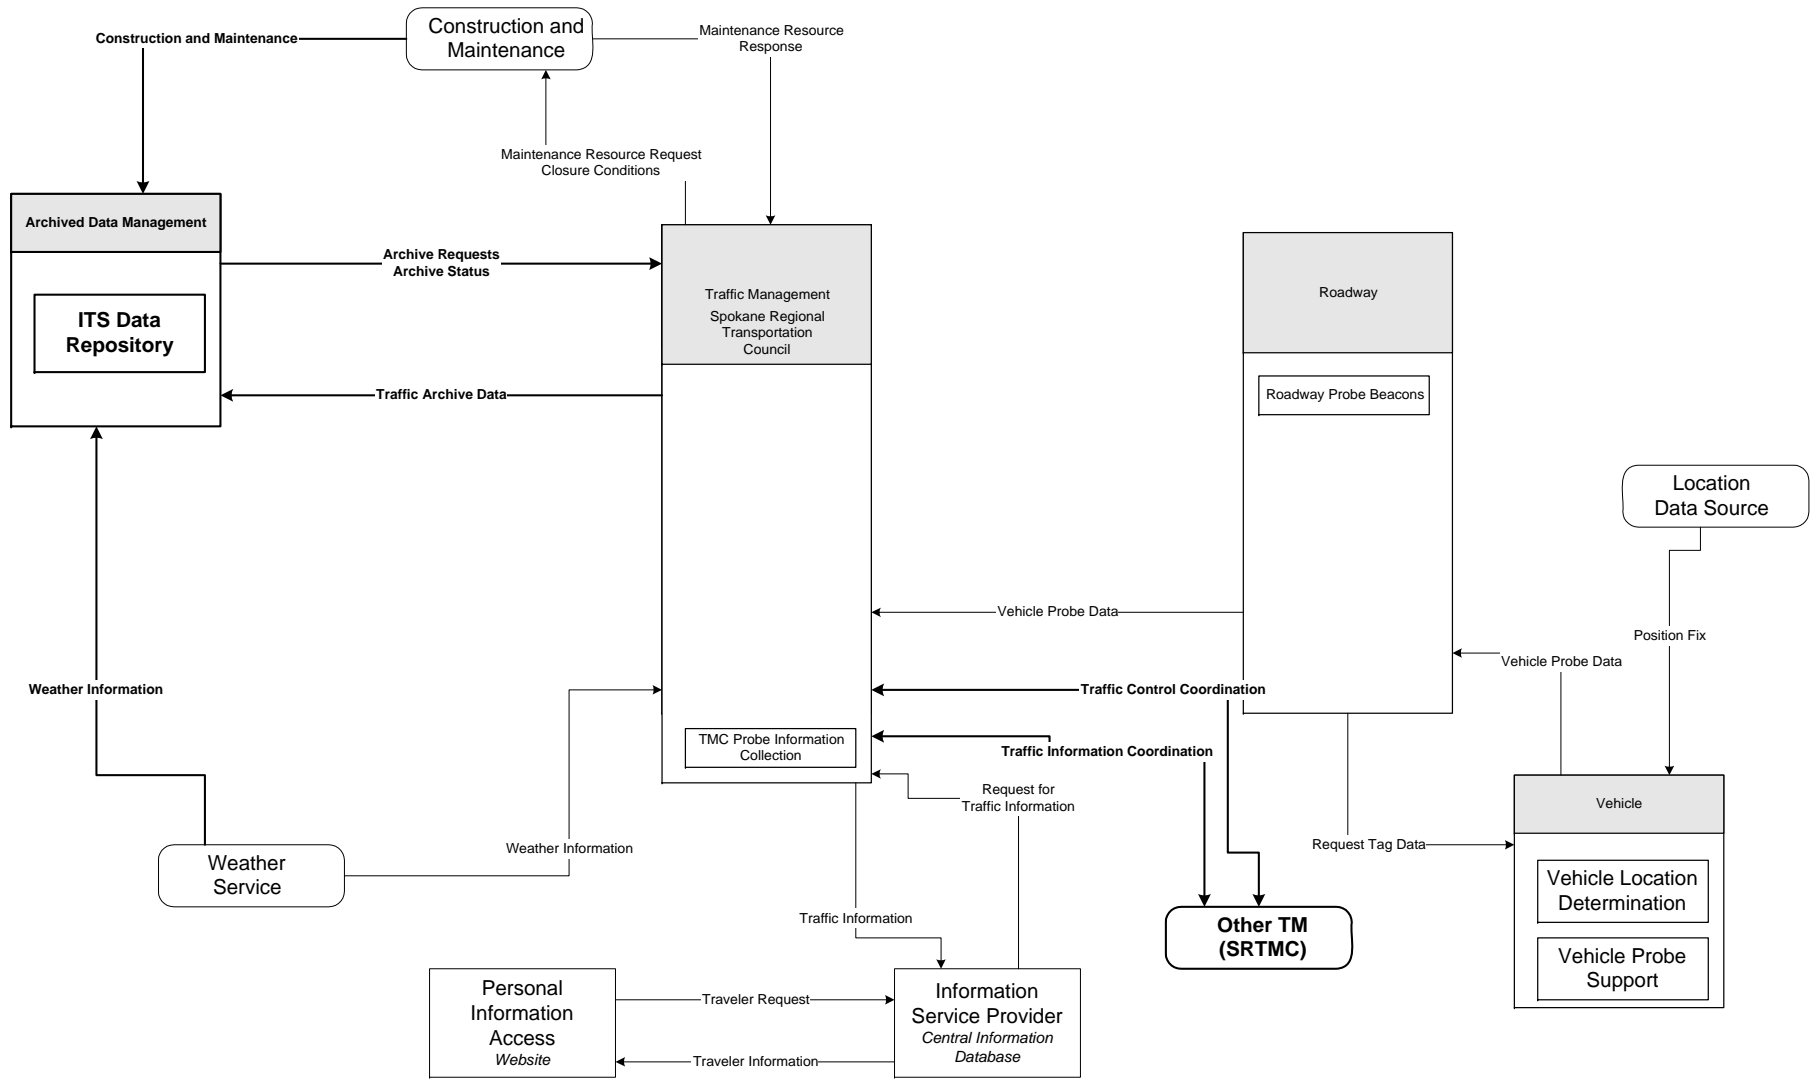 Construction and Maintenance
Construction and
Maintenance
Maintenance Resource
Response
Maintenance Resource Request
Closure Conditions
Archived Data Management
Archive Requests
Archive Status
ITS Data
Repository
Traffic Management
Spokane Regional
Transportation
Council
Roadway
Traffic Archive Data
Roadway Probe Beacons
Location
Data Source
Vehicle Probe Data
Position Fix
Vehicle Probe Data
Weather Information
Traffic Control Coordination
TMC Probe Information
Collection
Traffic Information Coordination
Request for
Traffic Information
Vehicle
Weather Information
Request Tag Data
Weather
Service
Vehicle Location
Determination
Traffic Information
Other TM
(SRTMC)
Vehicle Probe
Support
Personal
Information
Access
Website
Traveler Request
Information
Service Provider
Central Information
Database
Traveler Information